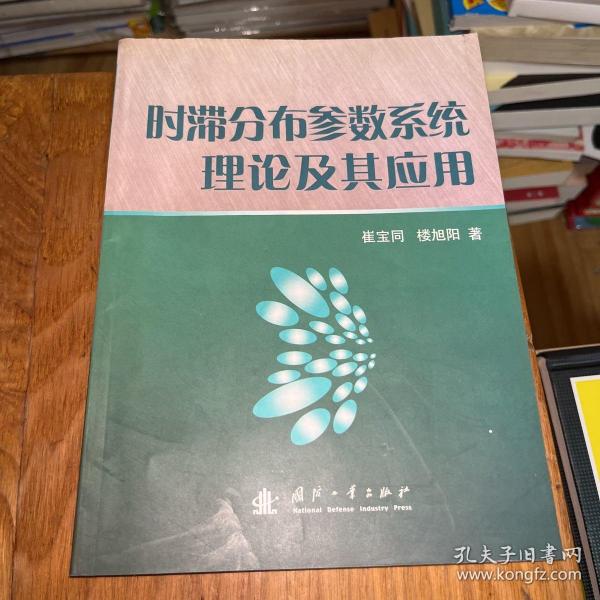 时滞分布参数系统
理论及其应用
崔宝同 楼旭阳 著
国防工业出版社
National Defense Industry Press
孔夫子旧书网
www.kongfz.com